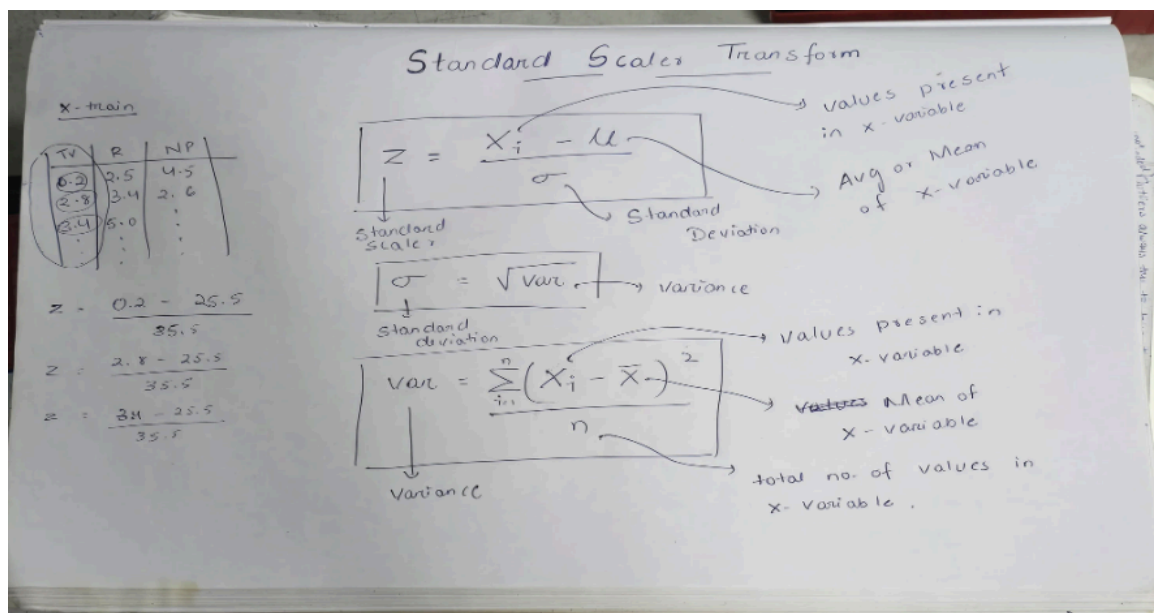 Standard Scaler Transform
X-train
TV R NP
0.2 2.5 4.5
2.8 3.4 2.6
3.4 5.0 :
: : :
z = 0.2 - 25.5
35.5
z = 2.8 - 25.5
35.5
z = 34 - 25.5
35.5
Z = Xi - μ
σ
values present
in x-variable
Avg or Mean
of x-variable
Standard
Scaler
Standard
Deviation
σ = √var.
variance
Standard
deviation
var = n Σ i=1 (Xi - X̄)²
n
values present in
x-variable
values Mean of
x-variable
Variance
total no. of values in
x-variable.